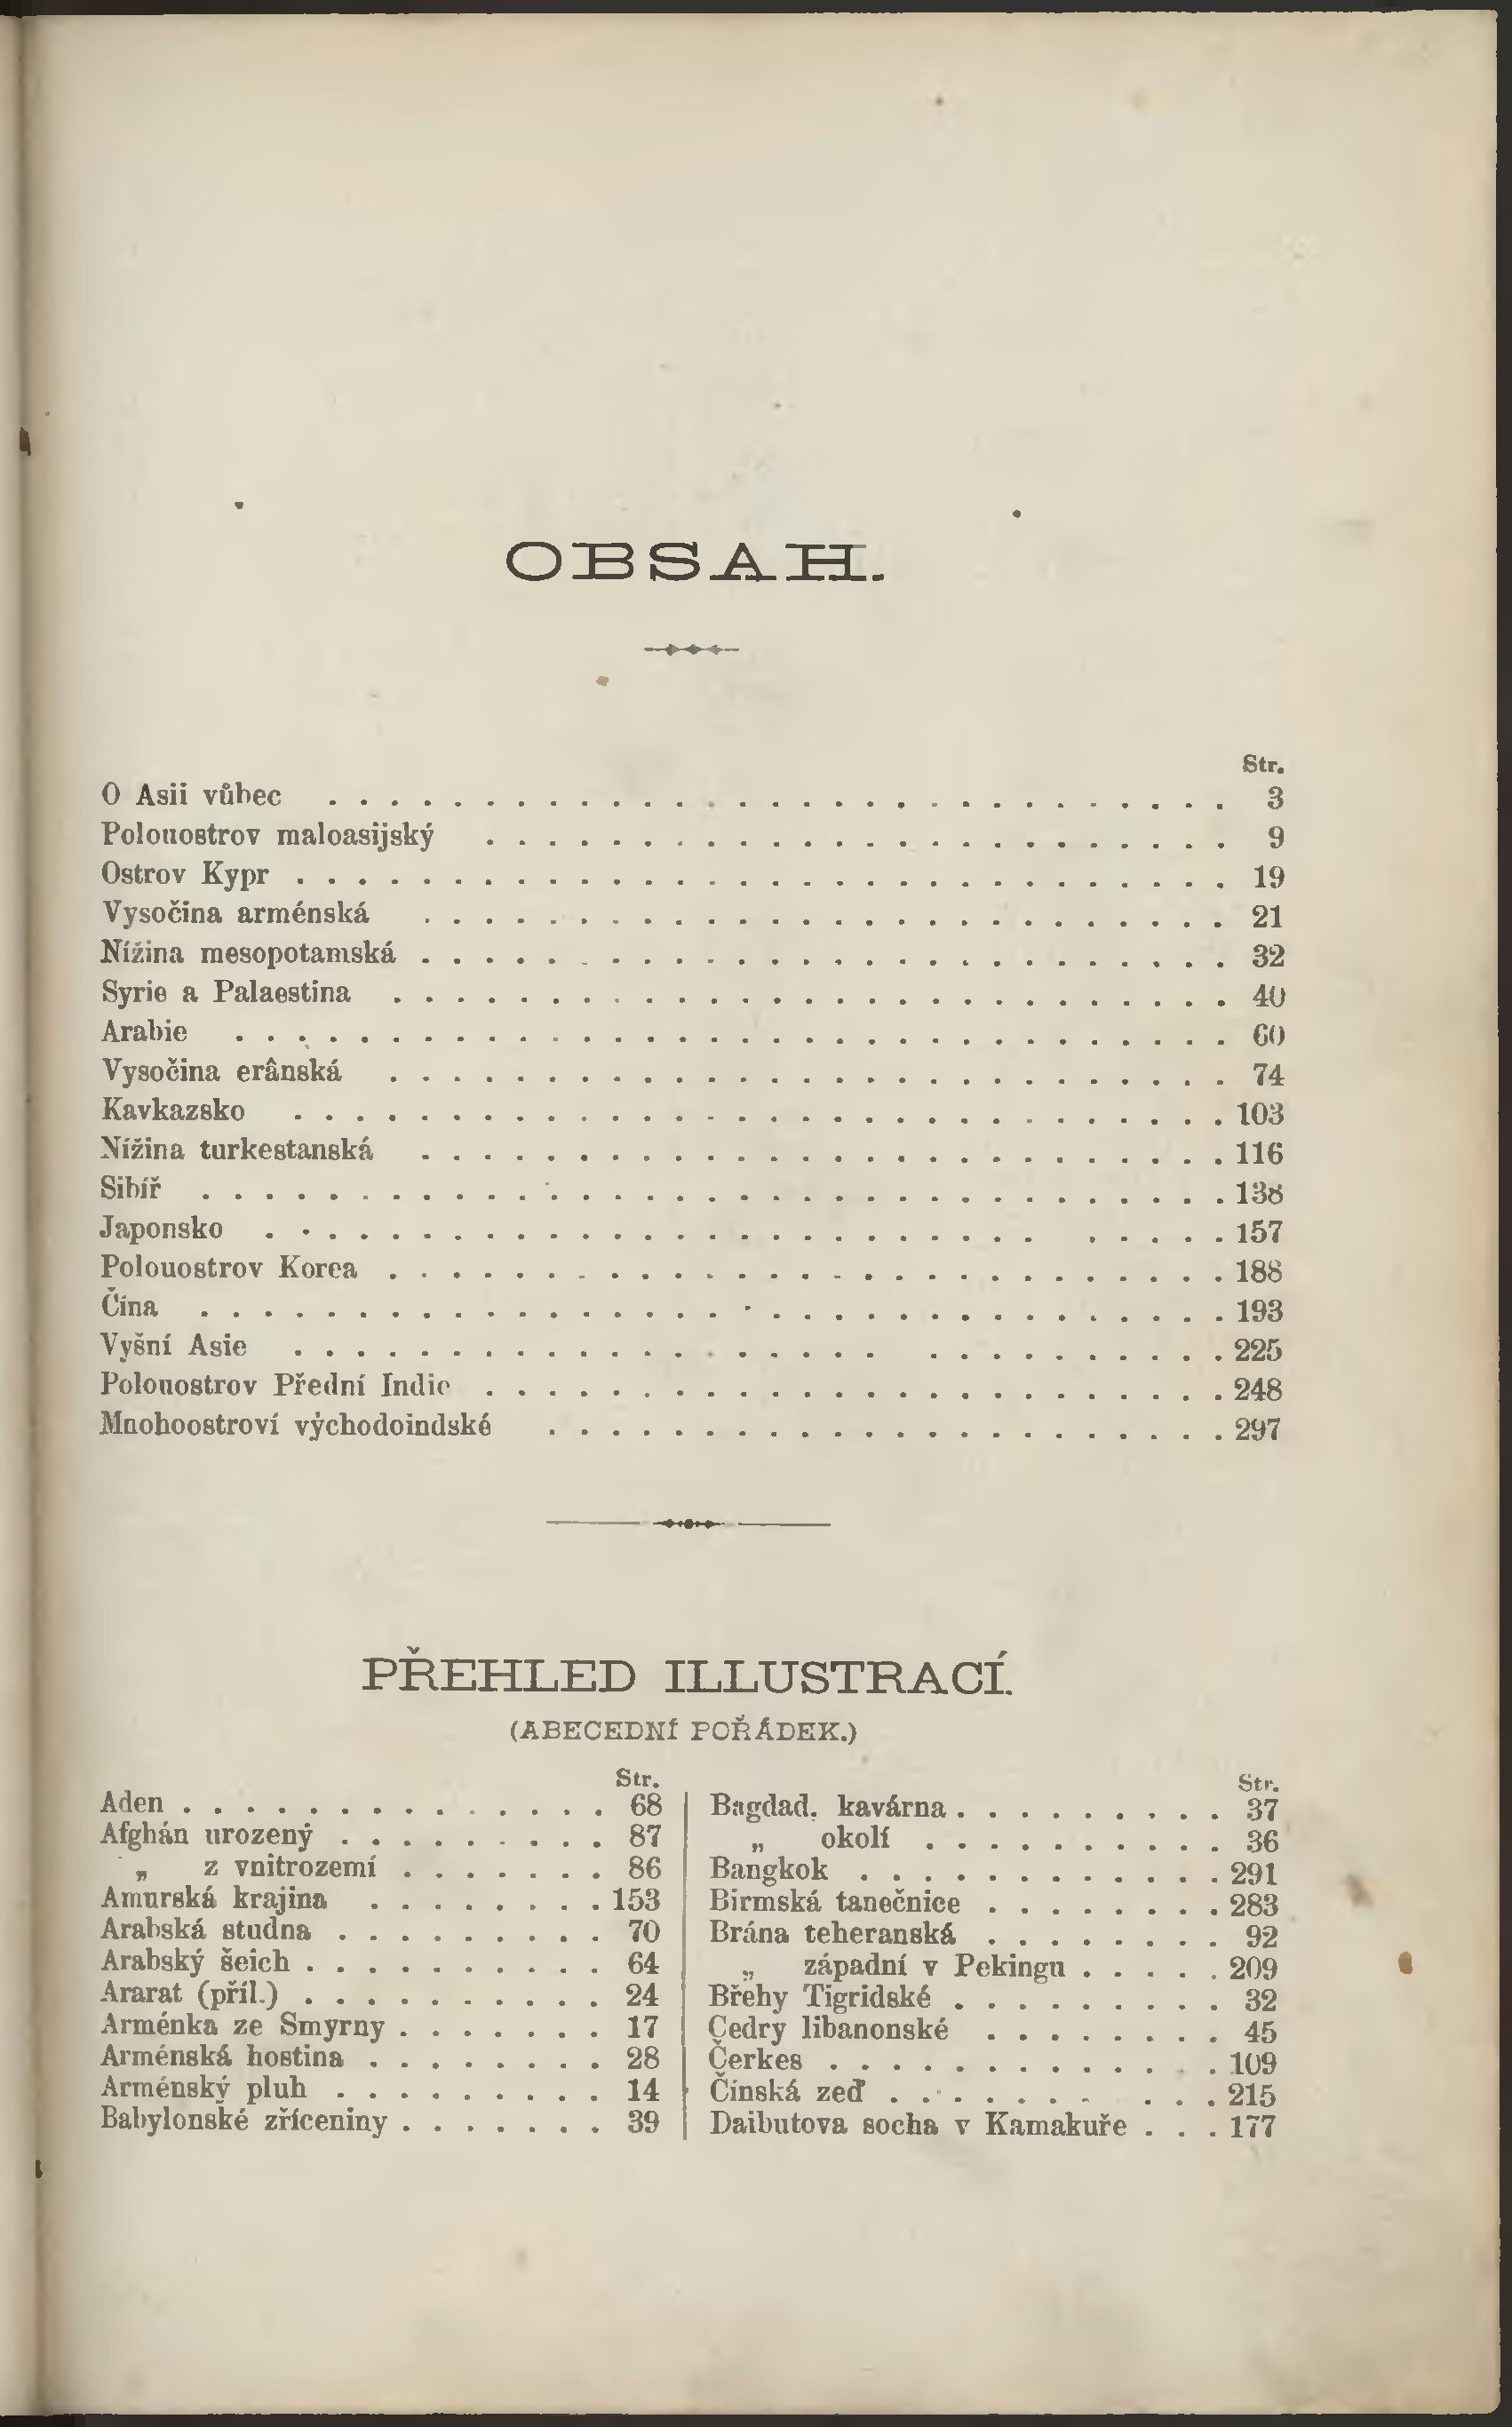 OBSAH.
Str.
O Asii vůbec . . . . . . . . . . . . . . . . . . . . . . . . . . . . . 3
Poloostrov maloasijský . . . . . . . . . . . . . . . . . . . . . . . . 9
Ostrov Kypr . . . . . . . . . . . . . . . . . . . . . . . . . . . . . . 19
Vysočina arménská . . . . . . . . . . . . . . . . . . . . . . . . . . 21
Nížina mesopotamská . . . . . . . . . . . . . . . . . . . . . . . . . . 32
Syrie a Palaestina . . . . . . . . . . . . . . . . . . . . . . . . . . . 40
Arabie . . . . . . . . . . . . . . . . . . . . . . . . . . . . . . . . 60
Vysočina erânská . . . . . . . . . . . . . . . . . . . . . . . . . . . 74
Kavkazsko . . . . . . . . . . . . . . . . . . . . . . . . . . . . . . 103
Nížina turkestanská . . . . . . . . . . . . . . . . . . . . . . . . . . 116
Sibíř . . . . . . . . . . . . . . . . . . . . . . . . . . . . . . . . . 138
Japonsko . . . . . . . . . . . . . . . . . . . . . . . . . . . . . . 157
Poloostrov Korea . . . . . . . . . . . . . . . . . . . . . . . . . . . 188
Čína . . . . . . . . . . . . . . . . . . . . . . . . . . . . . . . . . 193
Vyšní Asie . . . . . . . . . . . . . . . . . . . . . . . . . . . . . 225
Poloostrov Přední Indie . . . . . . . . . . . . . . . . . . . . . . . . 248
Mnohoostroví východoindské . . . . . . . . . . . . . . . . . . . . . . 297
PŘEHLED ILLUSTRACÍ.
(ABECEDNÍ POŘÁDEK.)
Str.
Aden . . . . . . . . . . . . . . 68
Afghán urozený . . . . . . . . . 87
„ z vnitrozemí . . . . . . . 86
Amurská krajina . . . . . . . . 153
Arabská studna . . . . . . . . . 70
Arabský šeich . . . . . . . . . . 64
Ararat (příl.) . . . . . . . . . . 24
Arménka ze Smyrny . . . . . . . 17
Arménská hostina . . . . . . . . 28
Arménský pluh . . . . . . . . . 14
Babylonské zříceniny . . . . . . . 39
Str.
Bagdad. kavárna . . . . . . . . . 37
„ okolí . . . . . . . . . . 36
Bangkok . . . . . . . . . . . . 291
Birmská tanečnice . . . . . . . . 283
Brána teheranská . . . . . . . . 92
„ západní v Pekingu . . . . . 209
Břehy Tigridské . . . . . . . . . 32
Cedry libanonské . . . . . . . . 45
Čerkes . . . . . . . . . . . . . 109
Čínská zeď . . . . . . . . . . 215
Daibutova socha v Kamakuře . . . 177